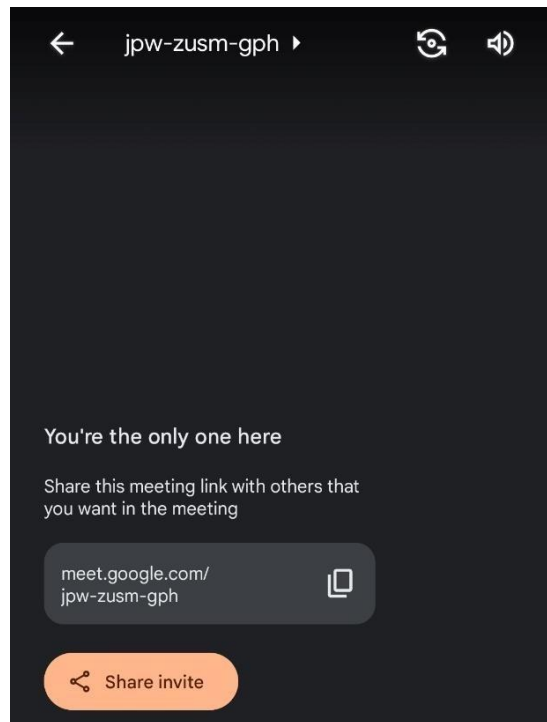 jpw-zusm-gph
You're the only one here
Share this meeting link with others that
you want in the meeting
meet.google.com/
jpw-zusm-gph
Share invite